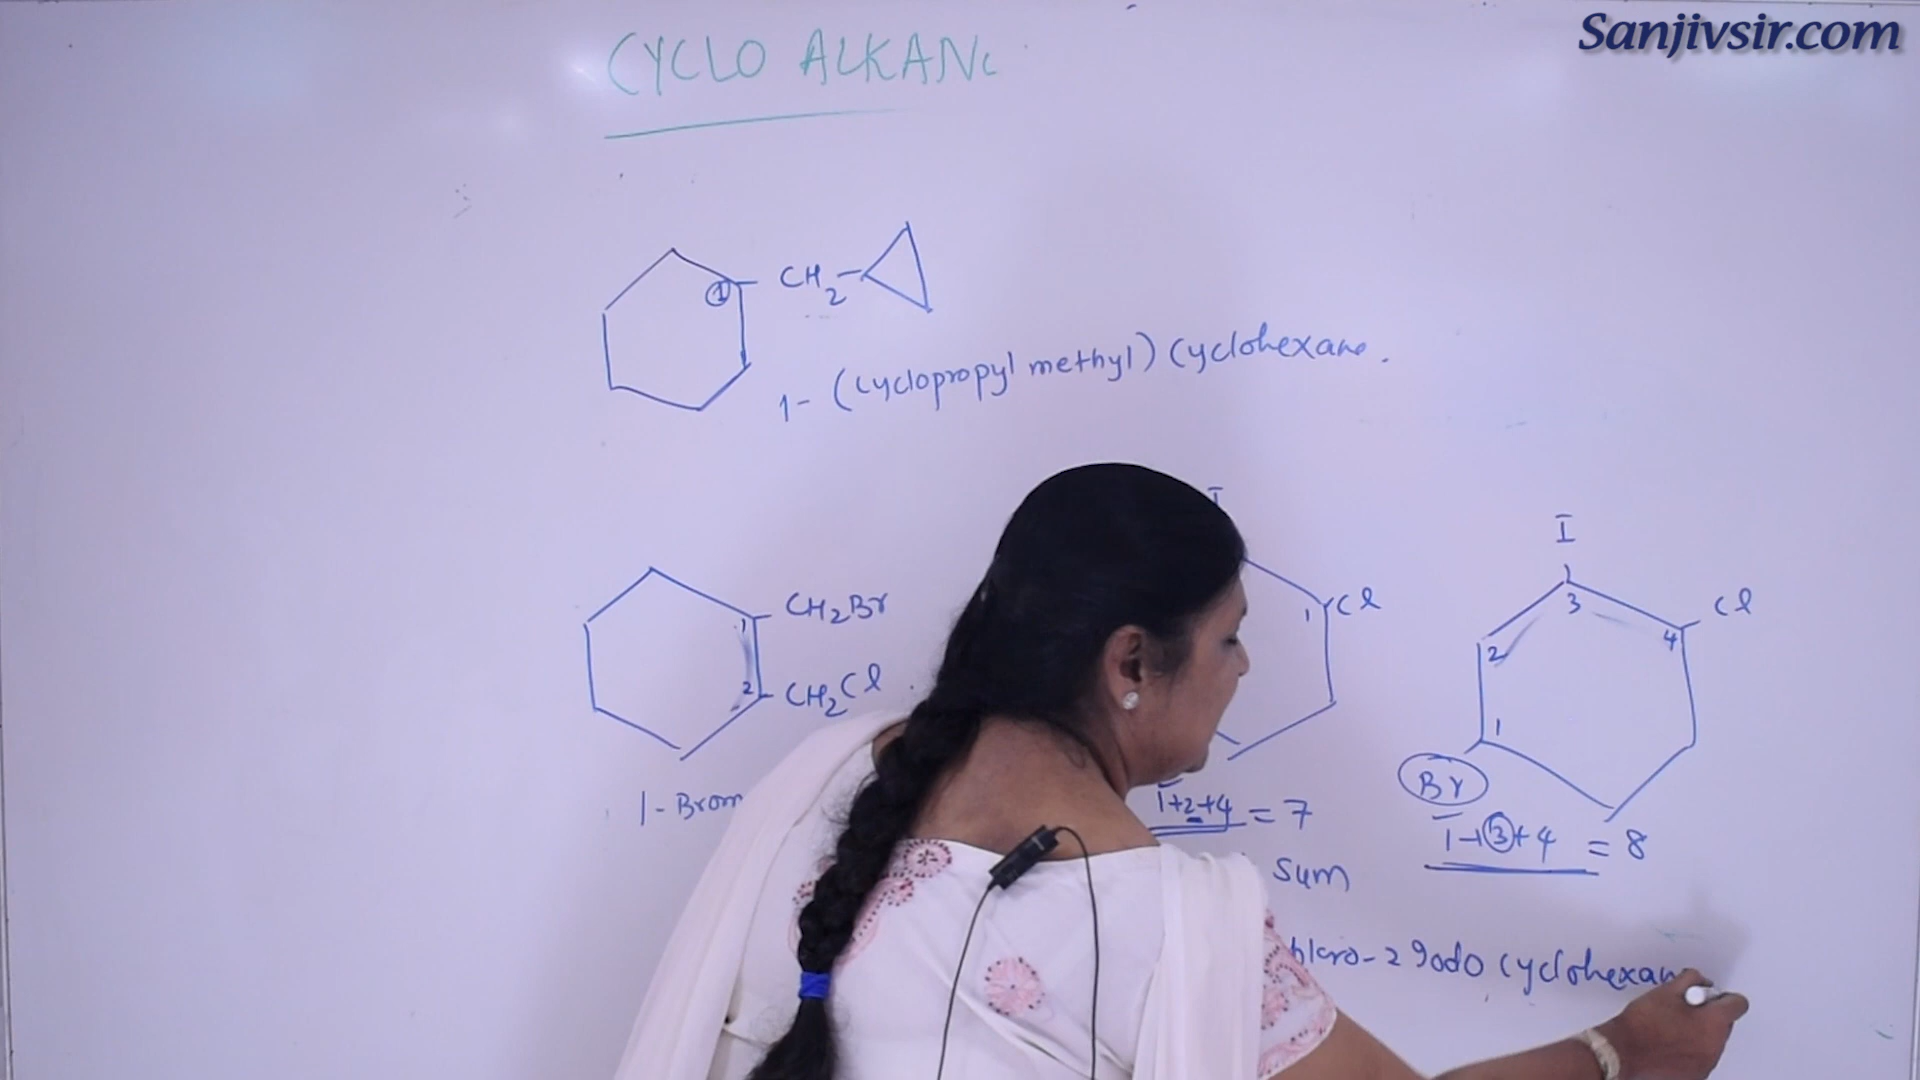 Sanjivsir.com
CYCLO ALKANE
1 CH2
1- (cyclopropyl methyl) cyclohexane.
1 CH2Br
2 CH2Cl
1- Brom
I
1 Cl
1+2+4 = 7
sum
I
3
2
4 Cl
1
Br
1+3+4 = 8
hloro-2 Iodo cyclohexan